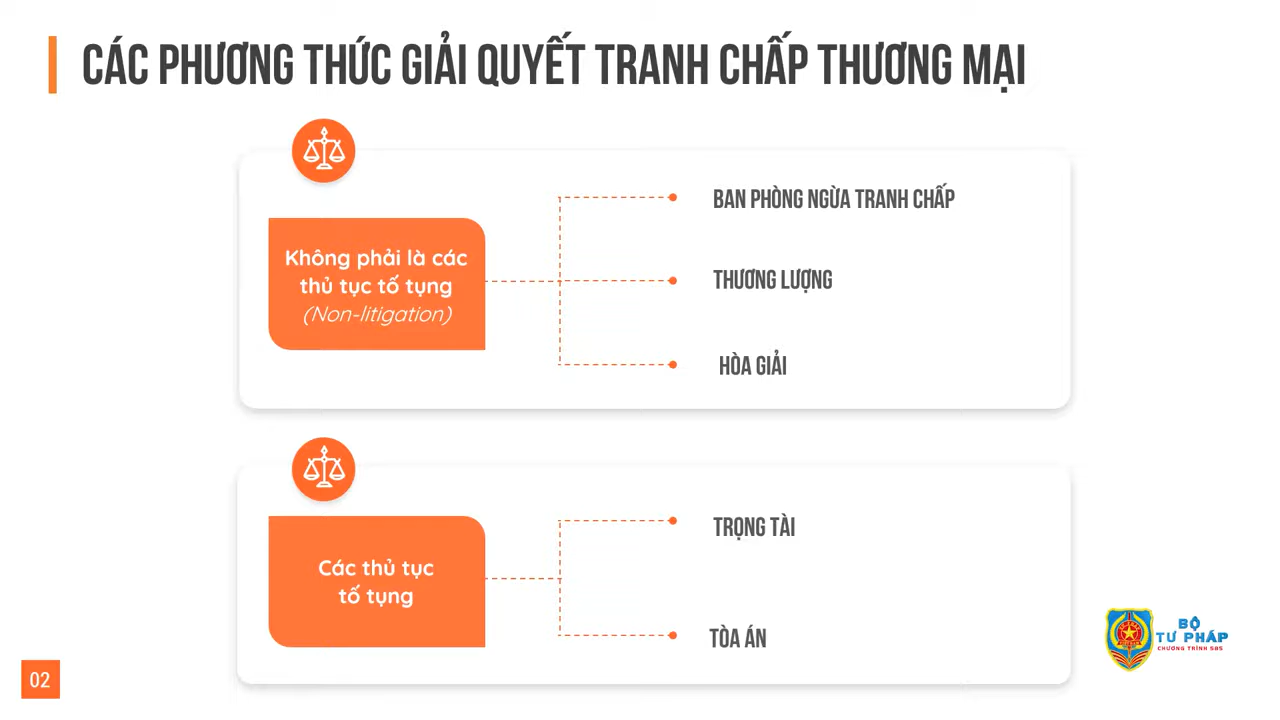 CÁC PHƯƠNG THỨC GIẢI QUYẾT TRANH CHẤP THƯƠNG MẠI
Không phải là các
thủ tục tố tụng
(Non-litigation)
BAN PHÒNG NGỪA TRANH CHẤP
THƯƠNG LƯỢNG
HÒA GIẢI
Các thủ tục
tố tụng
TRỌNG TÀI
TÒA ÁN
BỘ
TƯ PHÁP
CHƯƠNG TRÌNH 585
02